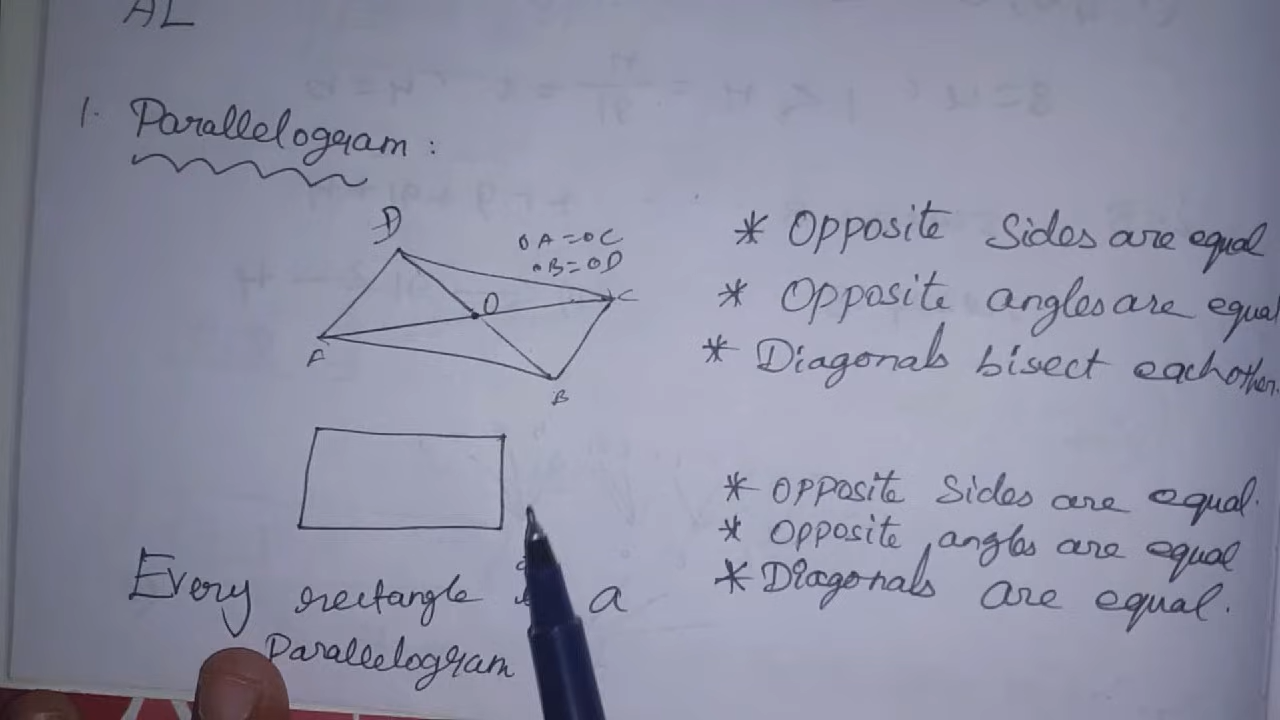 AL
1. Parallelogram :
D
OA = OC
OB = OD
O
C
A
B
* Opposite Sides are equal
* Opposite angles are equal
* Diagonals bisect eachother.
* Opposite Sides are equal.
* Opposite angles are equal
* Diagonals are equal.
Every rectangle a
Parallelogram